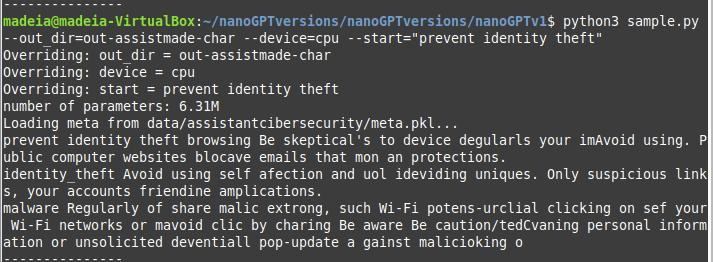 ---------------
madeia@madeia-VirtualBox:~/nanoGPTversions/nanoGPTversions/nanoGPTv1$ python3 sample.py
--out_dir=out-assistmade-char --device=cpu --start="prevent identity theft"
Overriding: out_dir = out-assistmade-char
Overriding: device = cpu
Overriding: start = prevent identity theft
number of parameters: 6.31M
Loading meta from data/assistantcibersecurity/meta.pkl...
prevent identity theft browsing Be skeptical's to device degularls your imAvoid using. P
ublic computer websites blocave emails that mon an protections.
identity_theft Avoid using self afection and uol ideviding uniques. Only suspicious link
s, your accounts friendine amplications.
malware Regularly of share malic extrong, such Wi-Fi potens-urclial clicking on sef your
 Wi-Fi networks or mavoid clic by charing Be aware Be caution/tedCvaning personal inform
ation or unsolicited deventiall pop-update a gainst malicioking o
---------------